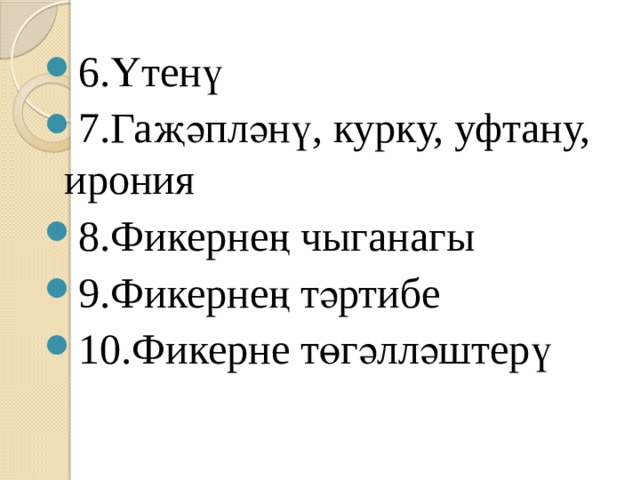 6.Үтенү
7.Гаҗәпләнү, курку, уфтану,
ирония
8.Фикернең чыганагы
9.Фикернең тәртибе
10.Фикерне төгәлләштерү